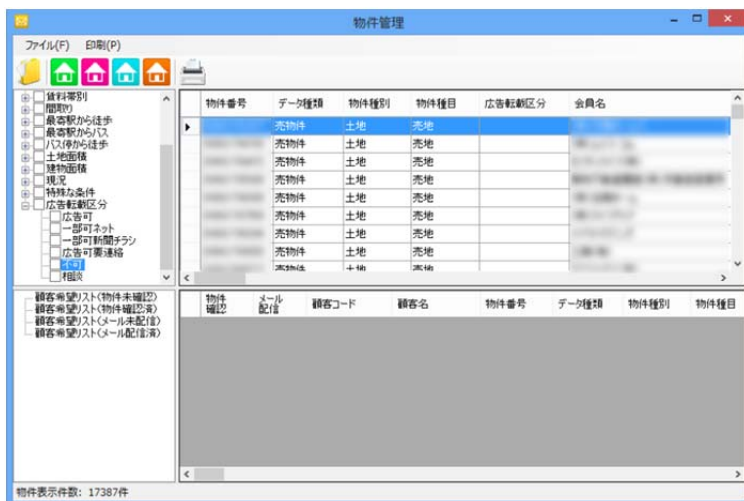 物件管理
ファイル(F) 印刷(P)
賃料帯別
間取り
最寄駅から徒歩
最寄駅からバス
バス停から徒歩
土地面積
建物面積
現況
特殊な条件
広告転載区分
広告可
一部可ネット
一部可新聞チラシ
広告可要連絡
不可
相談
物件番号 データ種類 物件種別 物件種目 広告転載区分 会員名
売物件 土地 売地
売物件 土地 売地
売物件 土地 売地
売物件 土地 売地
売物件 土地 売地
売物件 土地 売地
売物件 土地 売地
売物件 土地 売地
売物件 土地 売地
顧客希望リスト(物件未確認)
顧客希望リスト(物件確認済)
顧客希望リスト(メール未配信)
顧客希望リスト(メール配信済)
物件確認 メール配信 顧客コード 顧客名 物件番号 データ種類 物件種別 物件種目
物件表示件数: 17387件